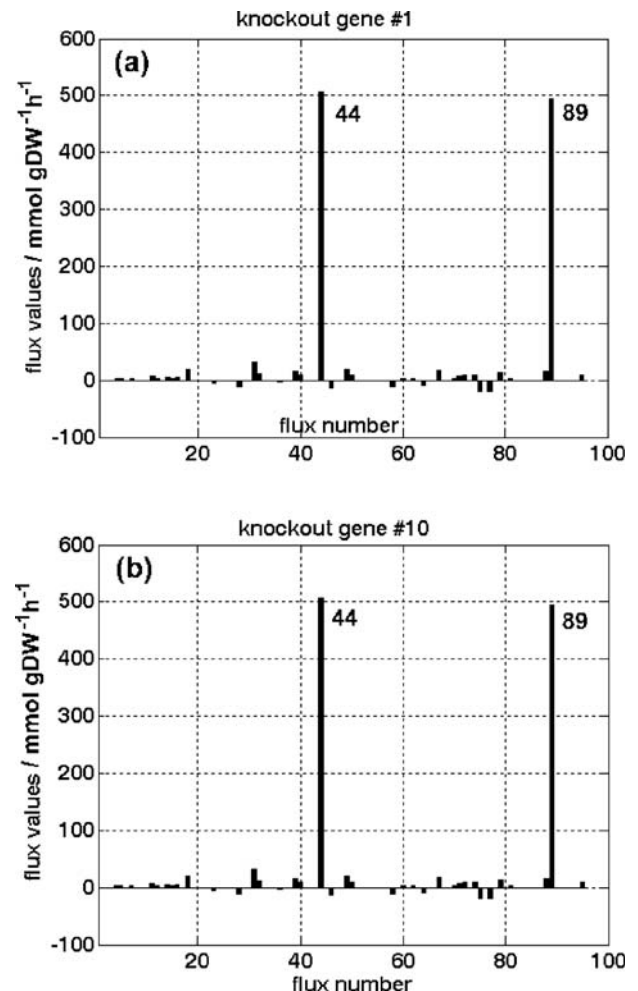 knockout gene #1
(a)
600
500
400
300
200
100
0
-100
44
89
flux values / mmol gDW⁻¹h⁻¹
20 40 60 80 100
flux number
knockout gene #10
(b)
600
500
400
300
200
100
0
-100
44
89
flux values / mmol gDW⁻¹h⁻¹
20 40 60 80 100
flux number